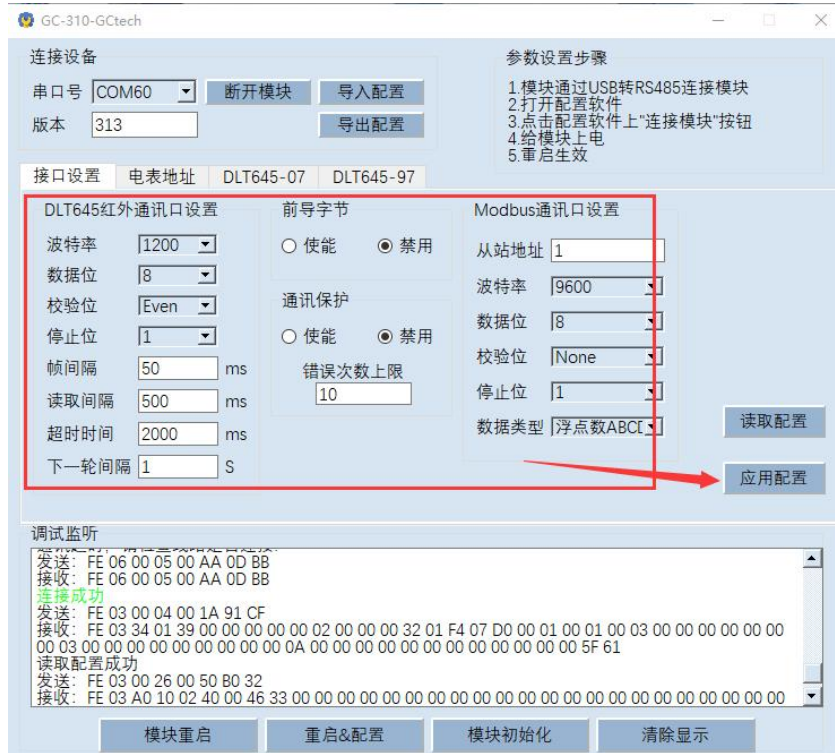 GC-310-GCtech
连接设备
串口号 COM60 断开模块 导入配置
版本 313 导出配置
参数设置步骤
1.模块通过USB转RS485连接模块
2.打开配置软件
3.点击配置软件上"连接模块"按钮
4.给模块上电
5.重启生效
接口设置 电表地址 DLT645-07 DLT645-97
DLT645红外通讯口设置
波特率 1200
数据位 8
校验位 Even
停止位 1
帧间隔 50 ms
读取间隔 500 ms
超时时间 2000 ms
下一轮间隔 1 S
前导字节
使能 禁用
通讯保护
使能 禁用
错误次数上限
10
Modbus通讯口设置
从站地址 1
波特率 9600
数据位 8
校验位 None
停止位 1
数据类型 浮点数ABCD
读取配置
应用配置
调试监听
发送: FE 06 00 05 00 AA 0D BB
接收: FE 06 00 05 00 AA 0D BB
连接成功
发送: FE 03 00 04 00 1A 91 CF
接收: FE 03 34 01 39 00 00 00 00 00 02 00 00 00 32 01 F4 07 D0 00 01 00 01 00 03 00 00 00 00 00 00
00 03 00 00 00 00 00 00 00 00 00 0A 00 00 00 00 00 00 00 00 00 00 00 00 5F 61
读取配置成功
发送: FE 03 00 26 00 50 B0 32
接收: FE 03 A0 10 02 40 00 46 33 00 00 00 00 00 00 00 00 00 00 00 00 00 00 00 00 00 00 00 00 00 00
模块重启 重启&配置 模块初始化 清除显示